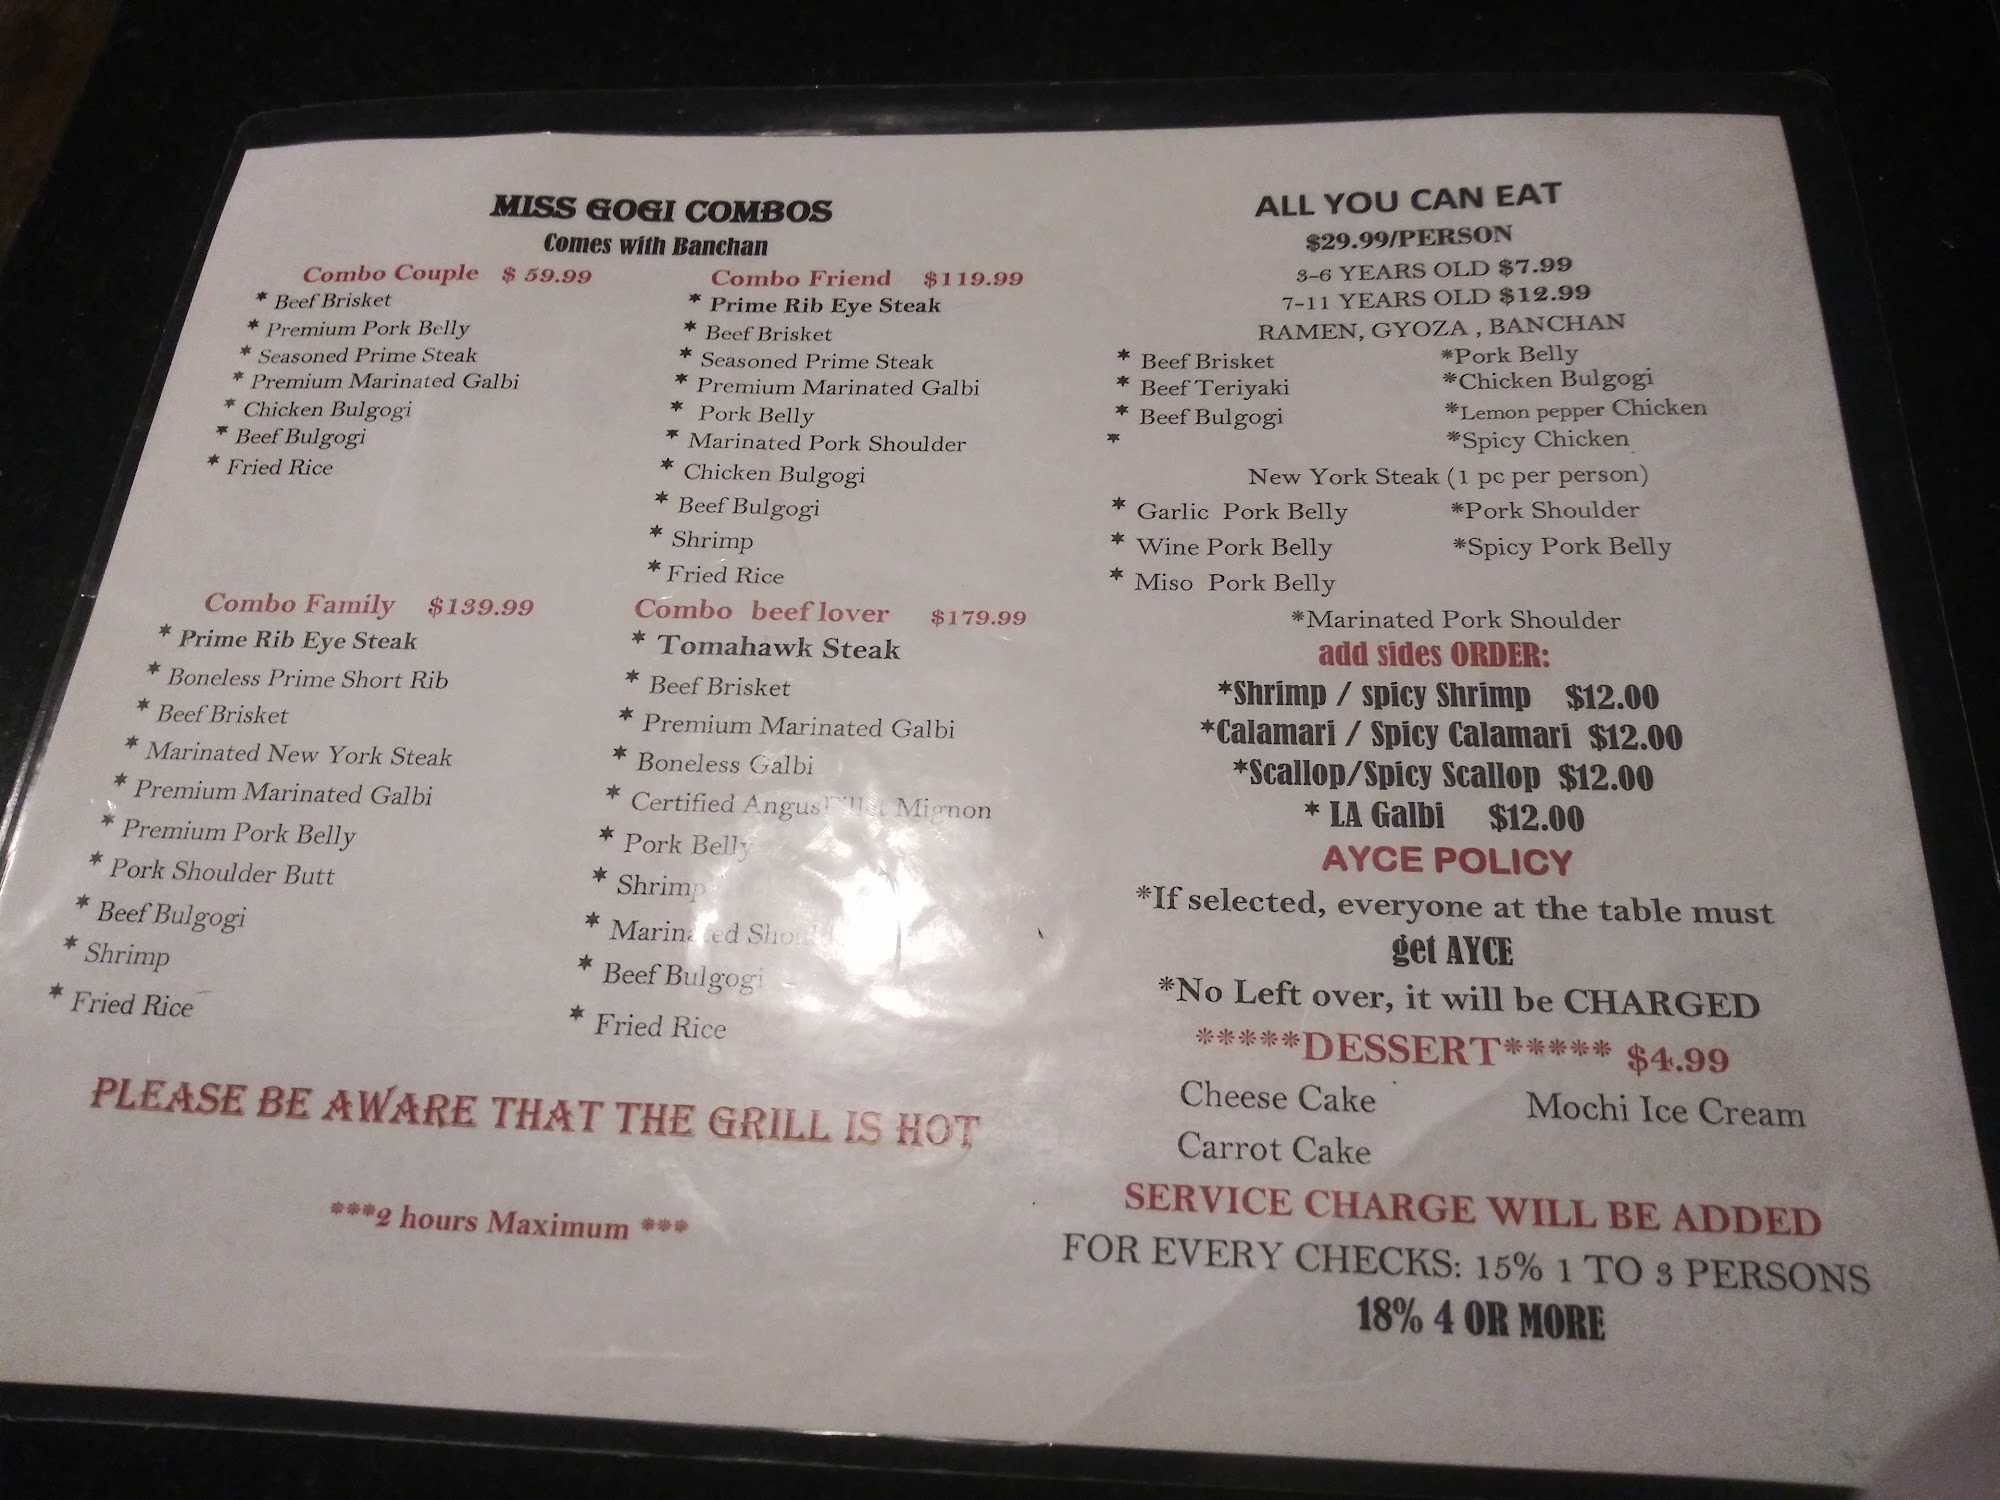 MISS GOGI COMBOS
Comes with Banchan
Combo Couple $ 59.99
* Beef Brisket
* Premium Pork Belly
* Seasoned Prime Steak
* Premium Marinated Galbi
* Chicken Bulgogi
* Beef Bulgogi
* Fried Rice
Combo Friend $119.99
* Prime Rib Eye Steak
* Beef Brisket
* Seasoned Prime Steak
* Premium Marinated Galbi
* Pork Belly
* Marinated Pork Shoulder
* Chicken Bulgogi
* Beef Bulgogi
* Shrimp
* Fried Rice
Combo Family $139.99
* Prime Rib Eye Steak
* Boneless Prime Short Rib
* Beef Brisket
* Marinated New York Steak
* Premium Marinated Galbi
* Premium Pork Belly
* Pork Shoulder Butt
* Beef Bulgogi
* Shrimp
* Fried Rice
Combo beef lover $179.99
* Tomahawk Steak
* Beef Brisket
* Premium Marinated Galbi
* Boneless Galbi
* Certified Angus Fillet Mignon
* Pork Belly
* Shrimp
* Marinated
* Beef Bulgogi
* Fried Rice
PLEASE BE AWARE THAT THE GRILL IS HOT
***2 hours Maximum ***
ALL YOU CAN EAT
$29.99/PERSON
3-6 YEARS OLD $7.99
7-11 YEARS OLD $12.99
RAMEN, GYOZA , BANCHAN
* Beef Brisket *Pork Belly
* Beef Teriyaki *Chicken Bulgogi
* Beef Bulgogi *Lemon pepper Chicken
* *Spicy Chicken
New York Steak (1 pc per person)
* Garlic Pork Belly *Pork Shoulder
* Wine Pork Belly *Spicy Pork Belly
* Miso Pork Belly
*Marinated Pork Shoulder
add sides ORDER:
*Shrimp / spicy Shrimp $12.00
*Calamari / Spicy Calamari $12.00
*Scallop/Spicy Scallop $12.00
* LA Galbi $12.00
AYCE POLICY
*If selected, everyone at the table must
get AYCE
*No Left over, it will be CHARGED
*****DESSERT***** $4.99
Cheese Cake Mochi Ice Cream
Carrot Cake
SERVICE CHARGE WILL BE ADDED
FOR EVERY CHECKS: 15% 1 TO 3 PERSONS
18% 4 OR MORE